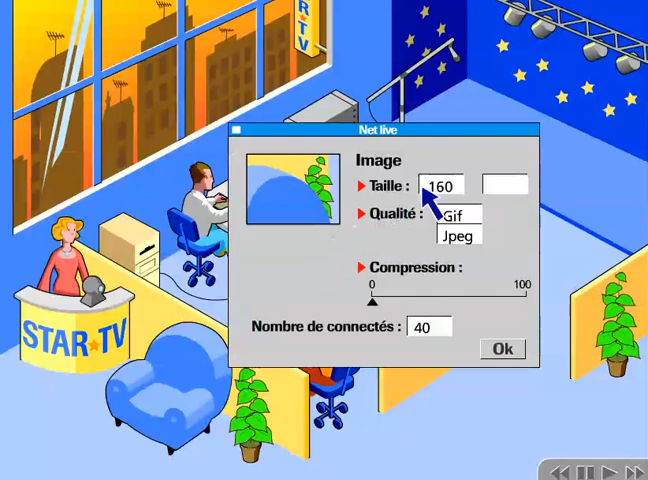 STAR
TV
Net live
Image
Taille : 160
Qualité : Gif
Jpeg
Compression :
0 100
Nombre de connectés : 40
Ok
STAR★TV